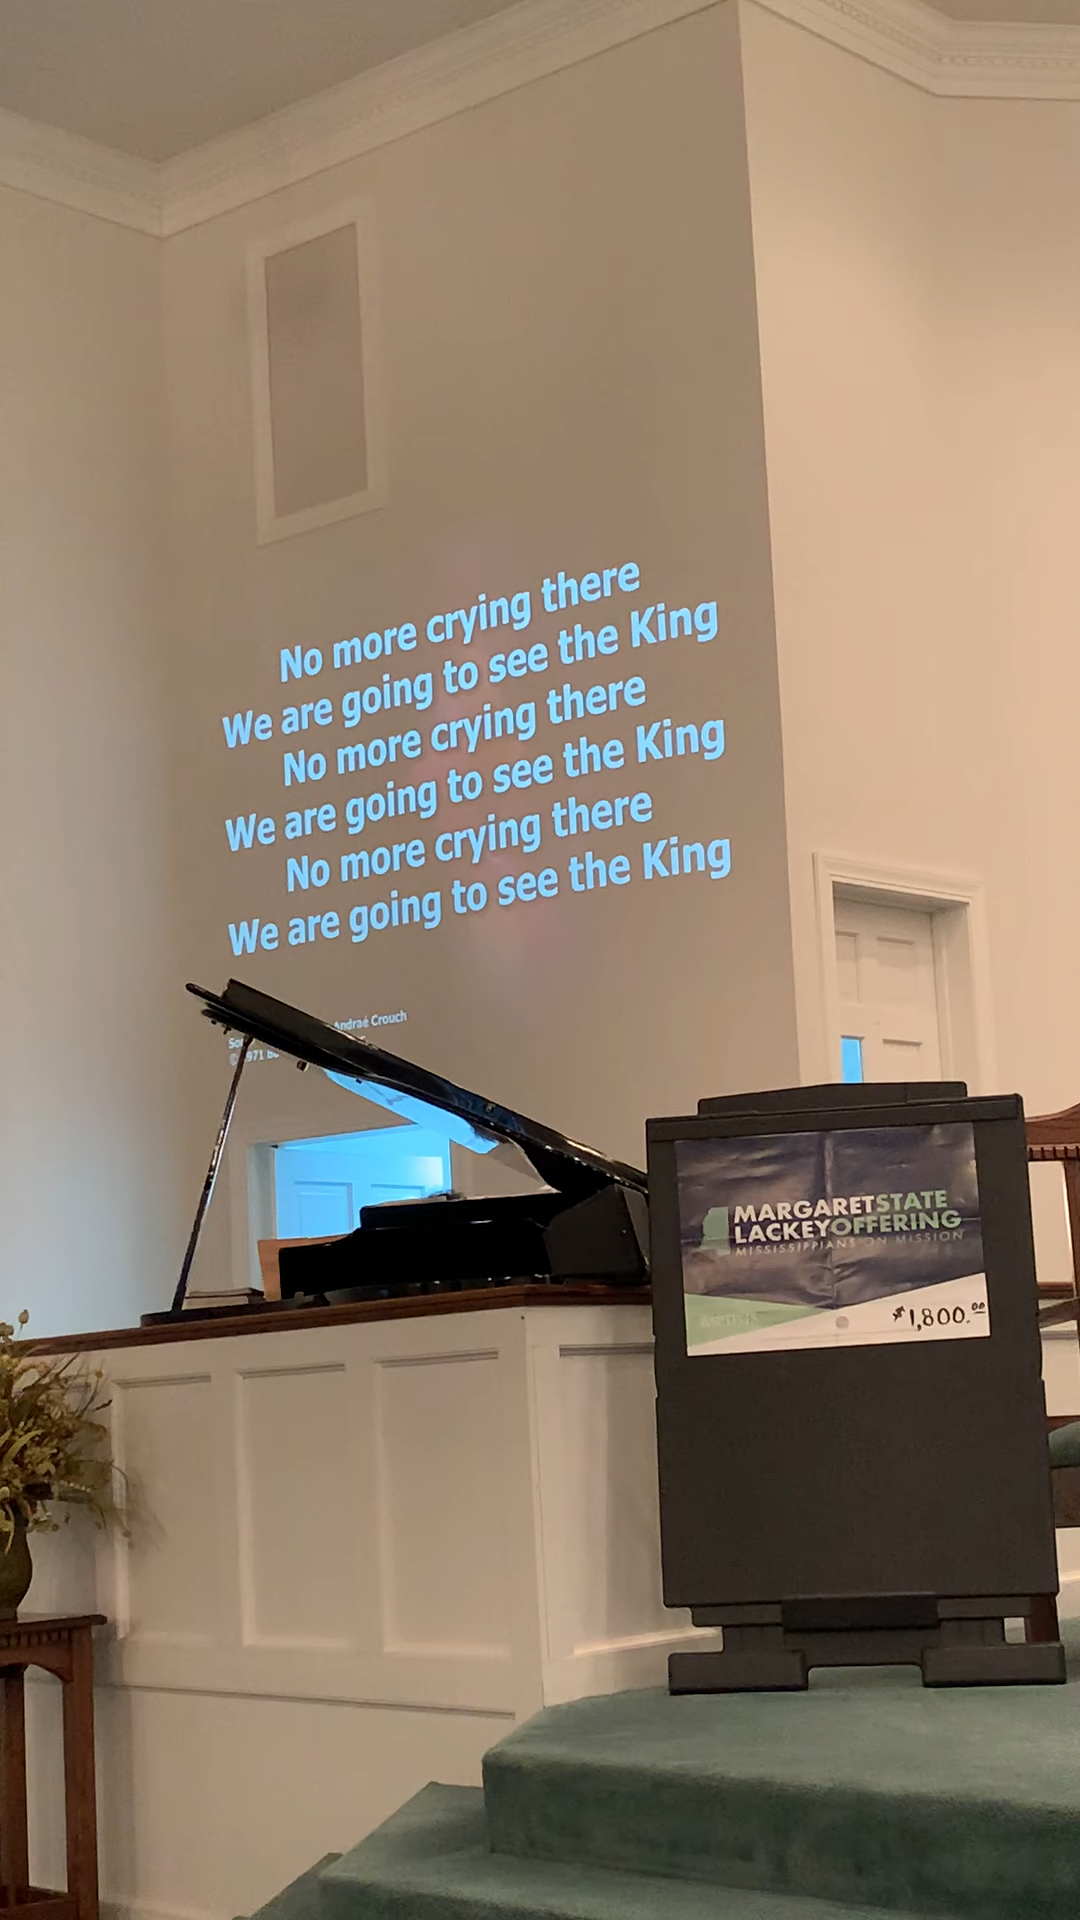 No more crying there
We are going to see the King
No more crying there
We are going to see the King
No more crying there
We are going to see the King
Andraé Crouch
MARGARET STATE
LACKEY OFFERING
MISSISSIPPIANS ON MISSION
BAPTISTS
$1,800.00